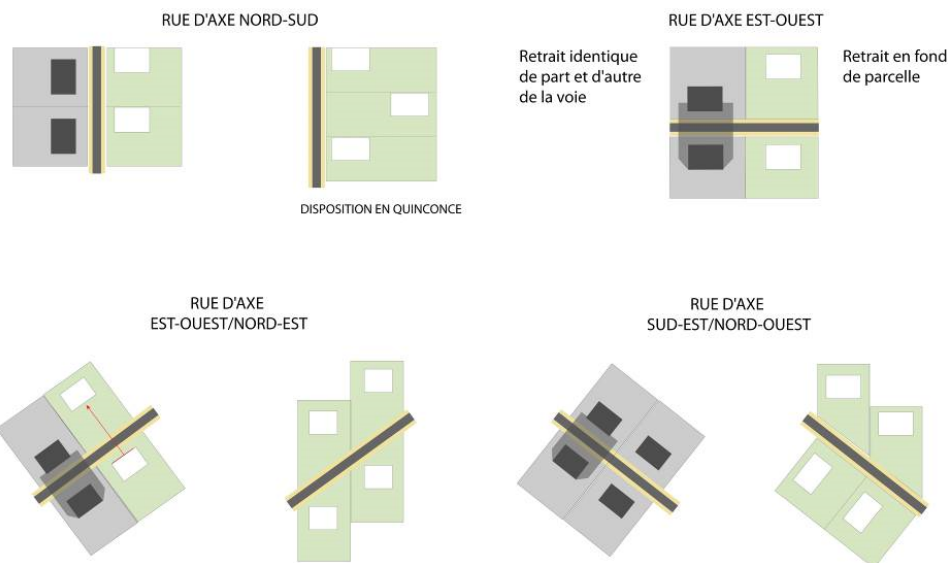 RUE D'AXE NORD-SUD
RUE D'AXE EST-OUEST
Retrait identique
de part et d'autre
de la voie
Retrait en fond
de parcelle
DISPOSITION EN QUINCONCE
RUE D'AXE
EST-OUEST/NORD-EST
RUE D'AXE
SUD-EST/NORD-OUEST